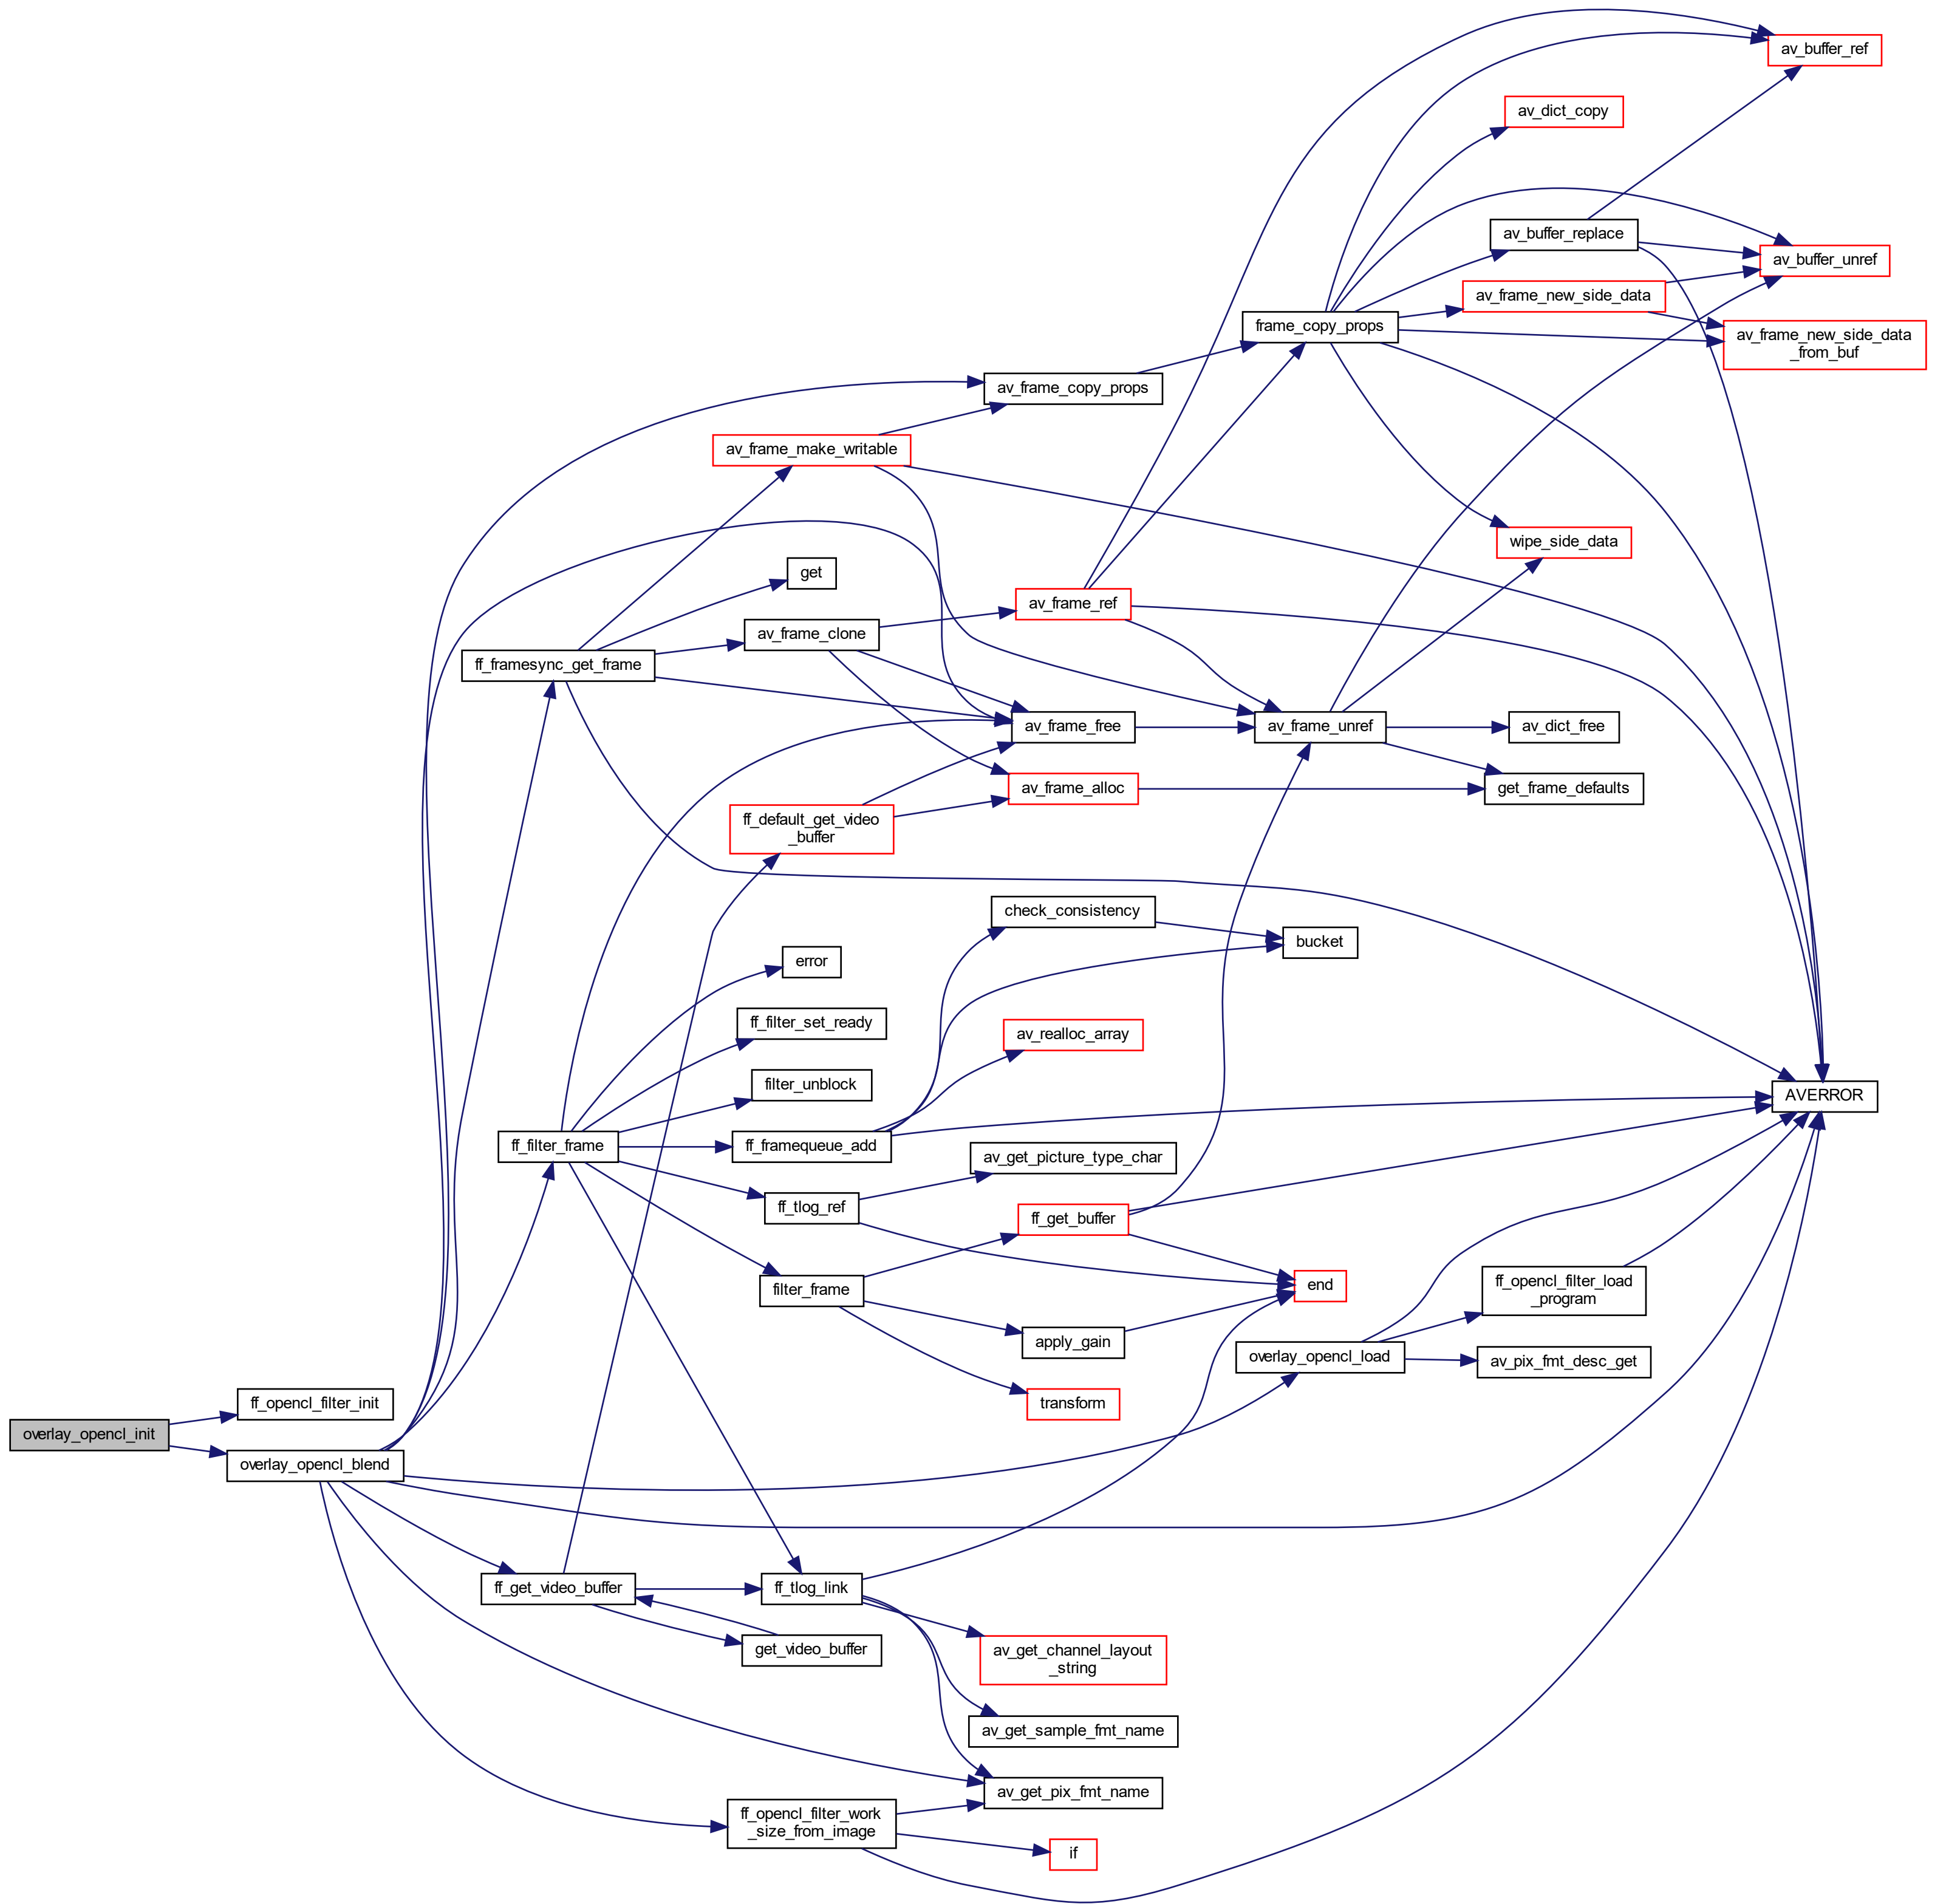 av_buffer_ref
av_dict_copy
av_buffer_replace
av_buffer_unref
av_frame_new_side_data
frame_copy_props
av_frame_new_side_data
_from_buf
av_frame_copy_props
av_frame_make_writable
wipe_side_data
get
av_frame_ref
av_frame_clone
ff_framesync_get_frame
av_frame_free
av_frame_unref
av_dict_free
av_frame_alloc
get_frame_defaults
ff_default_get_video
_buffer
check_consistency
bucket
error
ff_filter_set_ready
av_realloc_array
filter_unblock
AVERROR
ff_filter_frame
ff_framequeue_add
av_get_picture_type_char
ff_tlog_ref
ff_get_buffer
filter_frame
end
ff_opencl_filter_load
_program
apply_gain
overlay_opencl_load
av_pix_fmt_desc_get
ff_opencl_filter_init
transform
overlay_opencl_init
overlay_opencl_blend
ff_get_video_buffer
ff_tlog_link
get_video_buffer
av_get_channel_layout
_string
av_get_sample_fmt_name
av_get_pix_fmt_name
ff_opencl_filter_work
_size_from_image
if